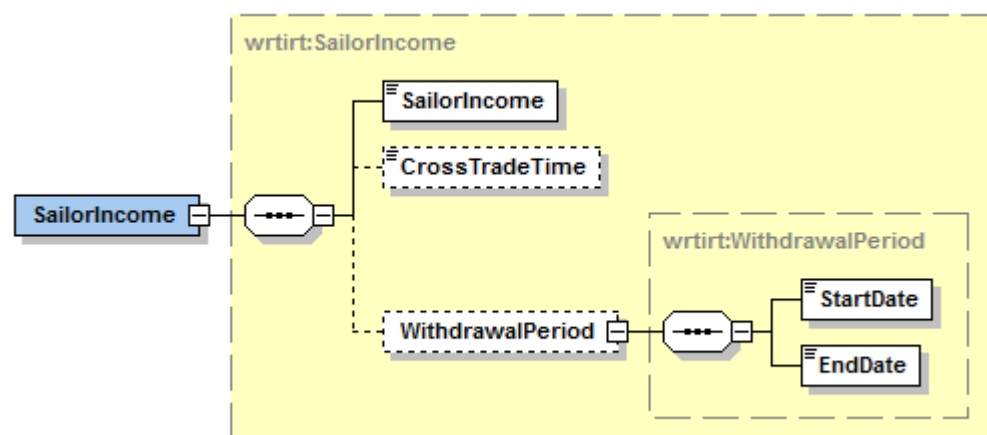 wrtirt:SailorIncome
SailorIncome
CrossTradeTime
SailorIncome
wrtirt:WithdrawalPeriod
StartDate
WithdrawalPeriod
EndDate